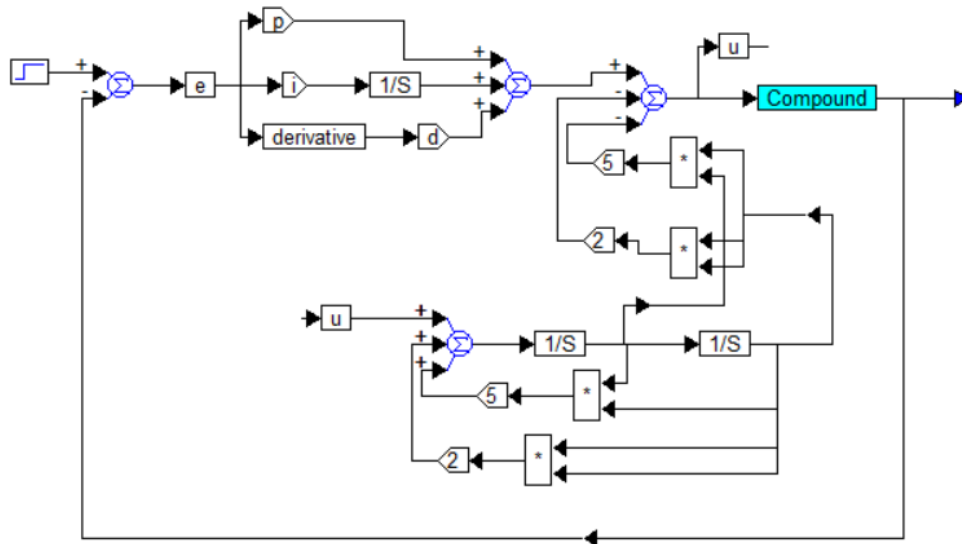 p
u
+
+
+
-
e
i
1/S
+
-
Σ
Σ
Σ
Compound
derivative
d
+
-
5
*
2
*
u
+
+
Σ
1/S
1/S
+
5
*
2
*